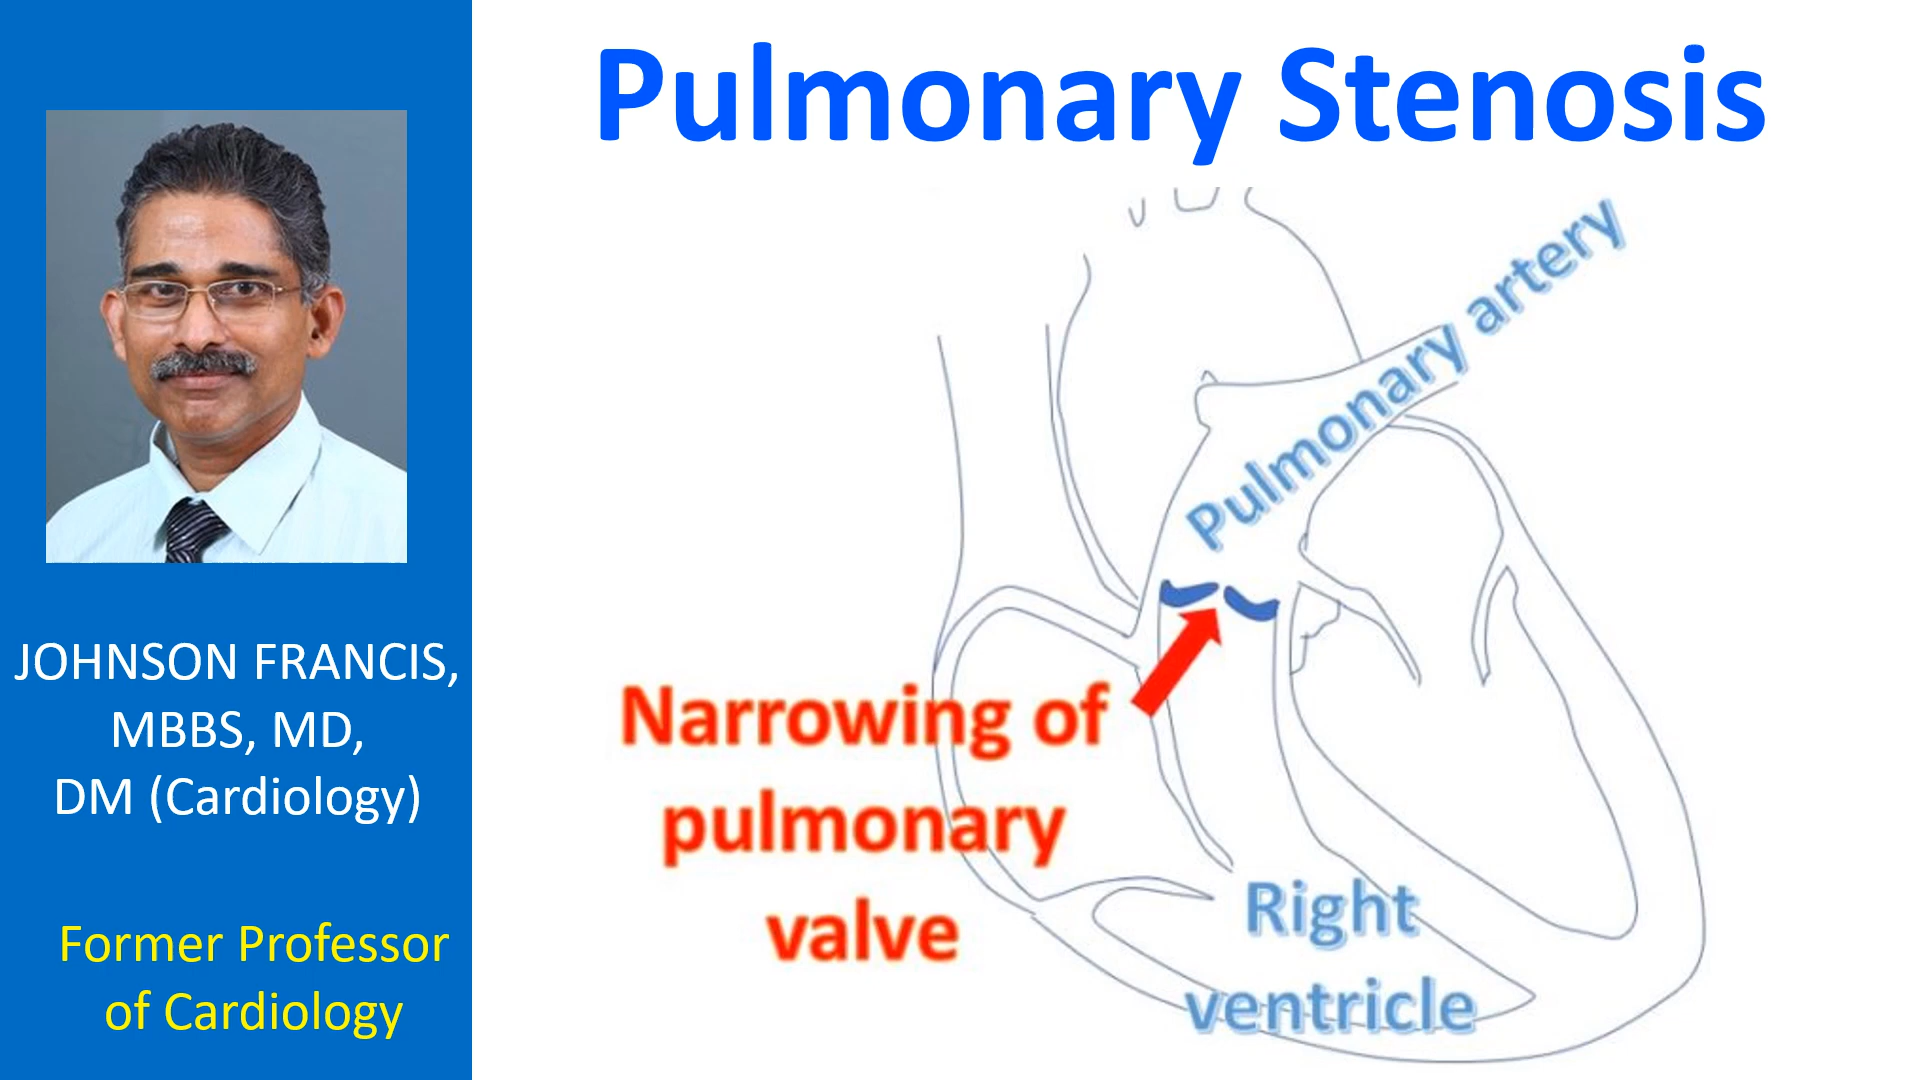 Pulmonary Stenosis
JOHNSON FRANCIS,
MBBS, MD,
DM (Cardiology)
Former Professor
of Cardiology
Pulmonary artery
Narrowing of
pulmonary
valve
Right
ventricle